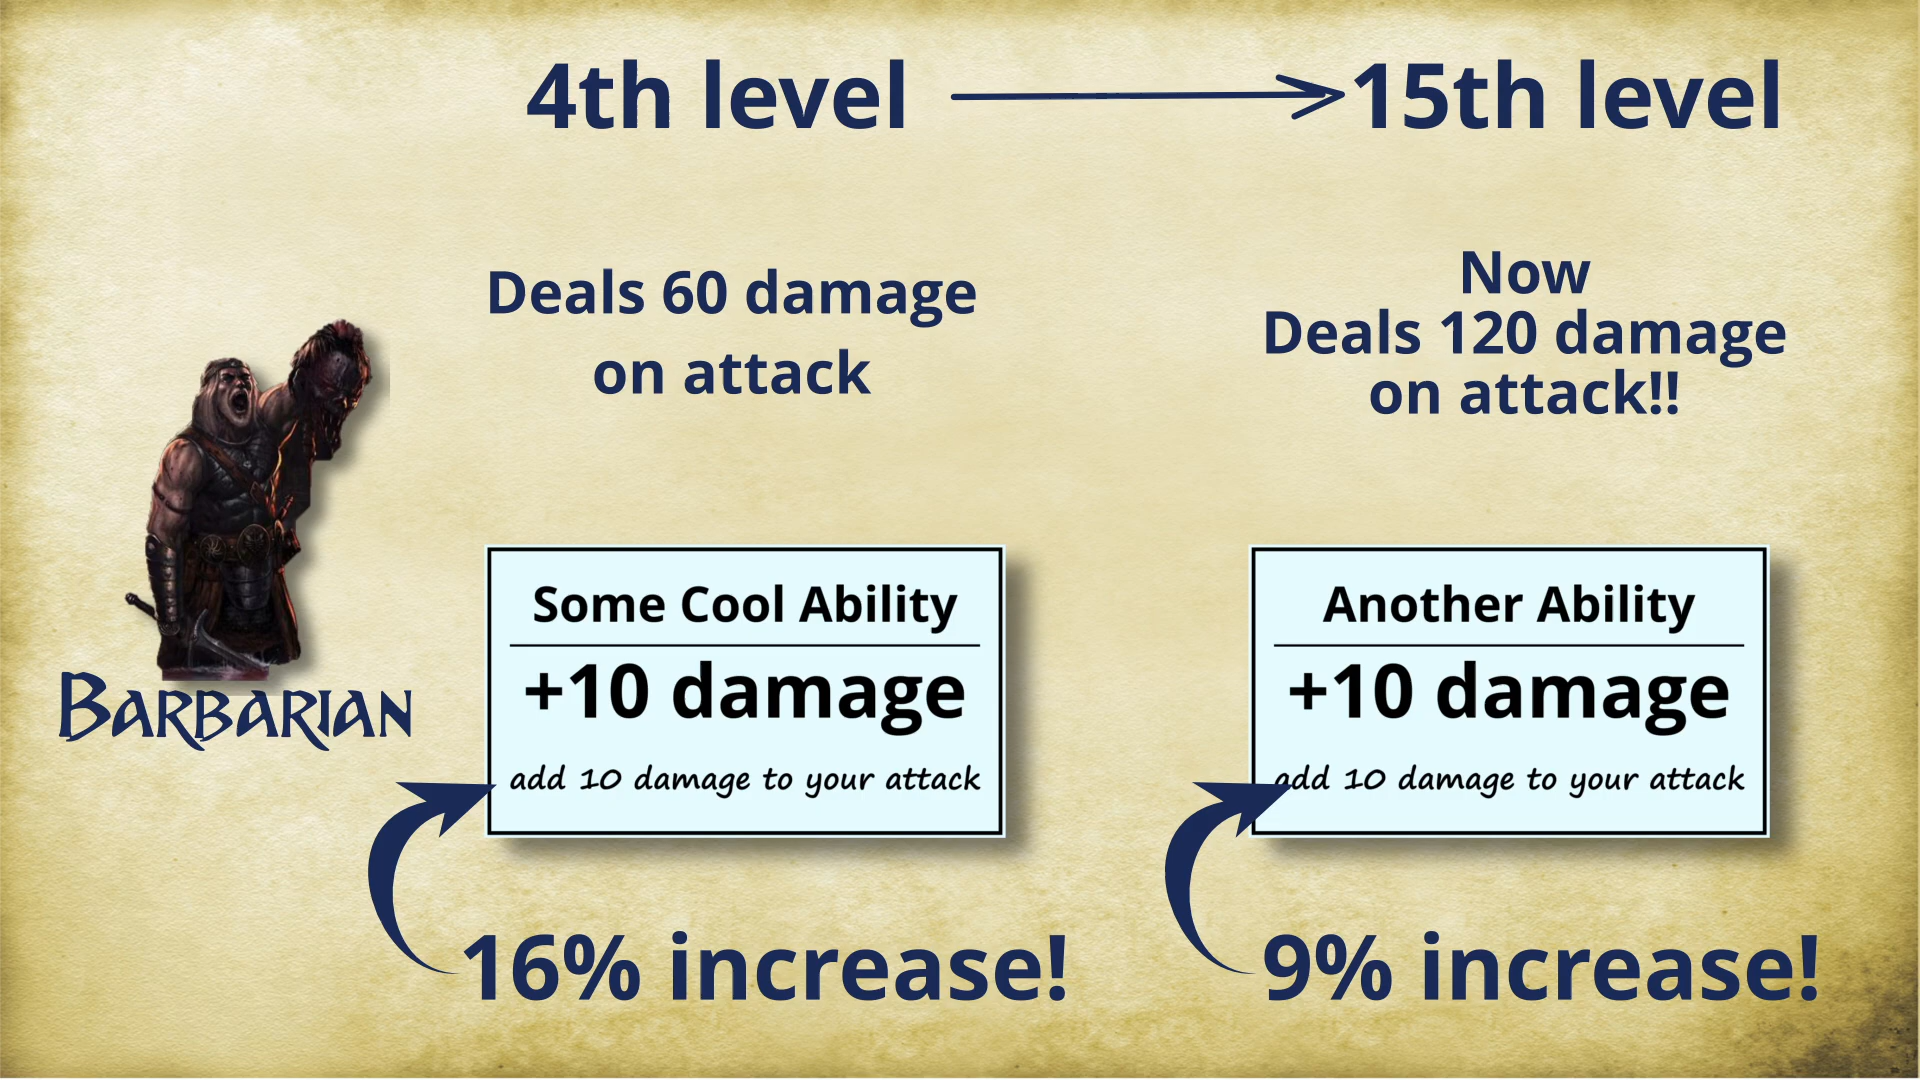 4th level
15th level
Deals 60 damage
on attack
Now
Deals 120 damage
on attack!!
Barbarian
Some Cool Ability
+10 damage
add 10 damage to your attack
Another Ability
+10 damage
add 10 damage to your attack
16% increase!
9% increase!